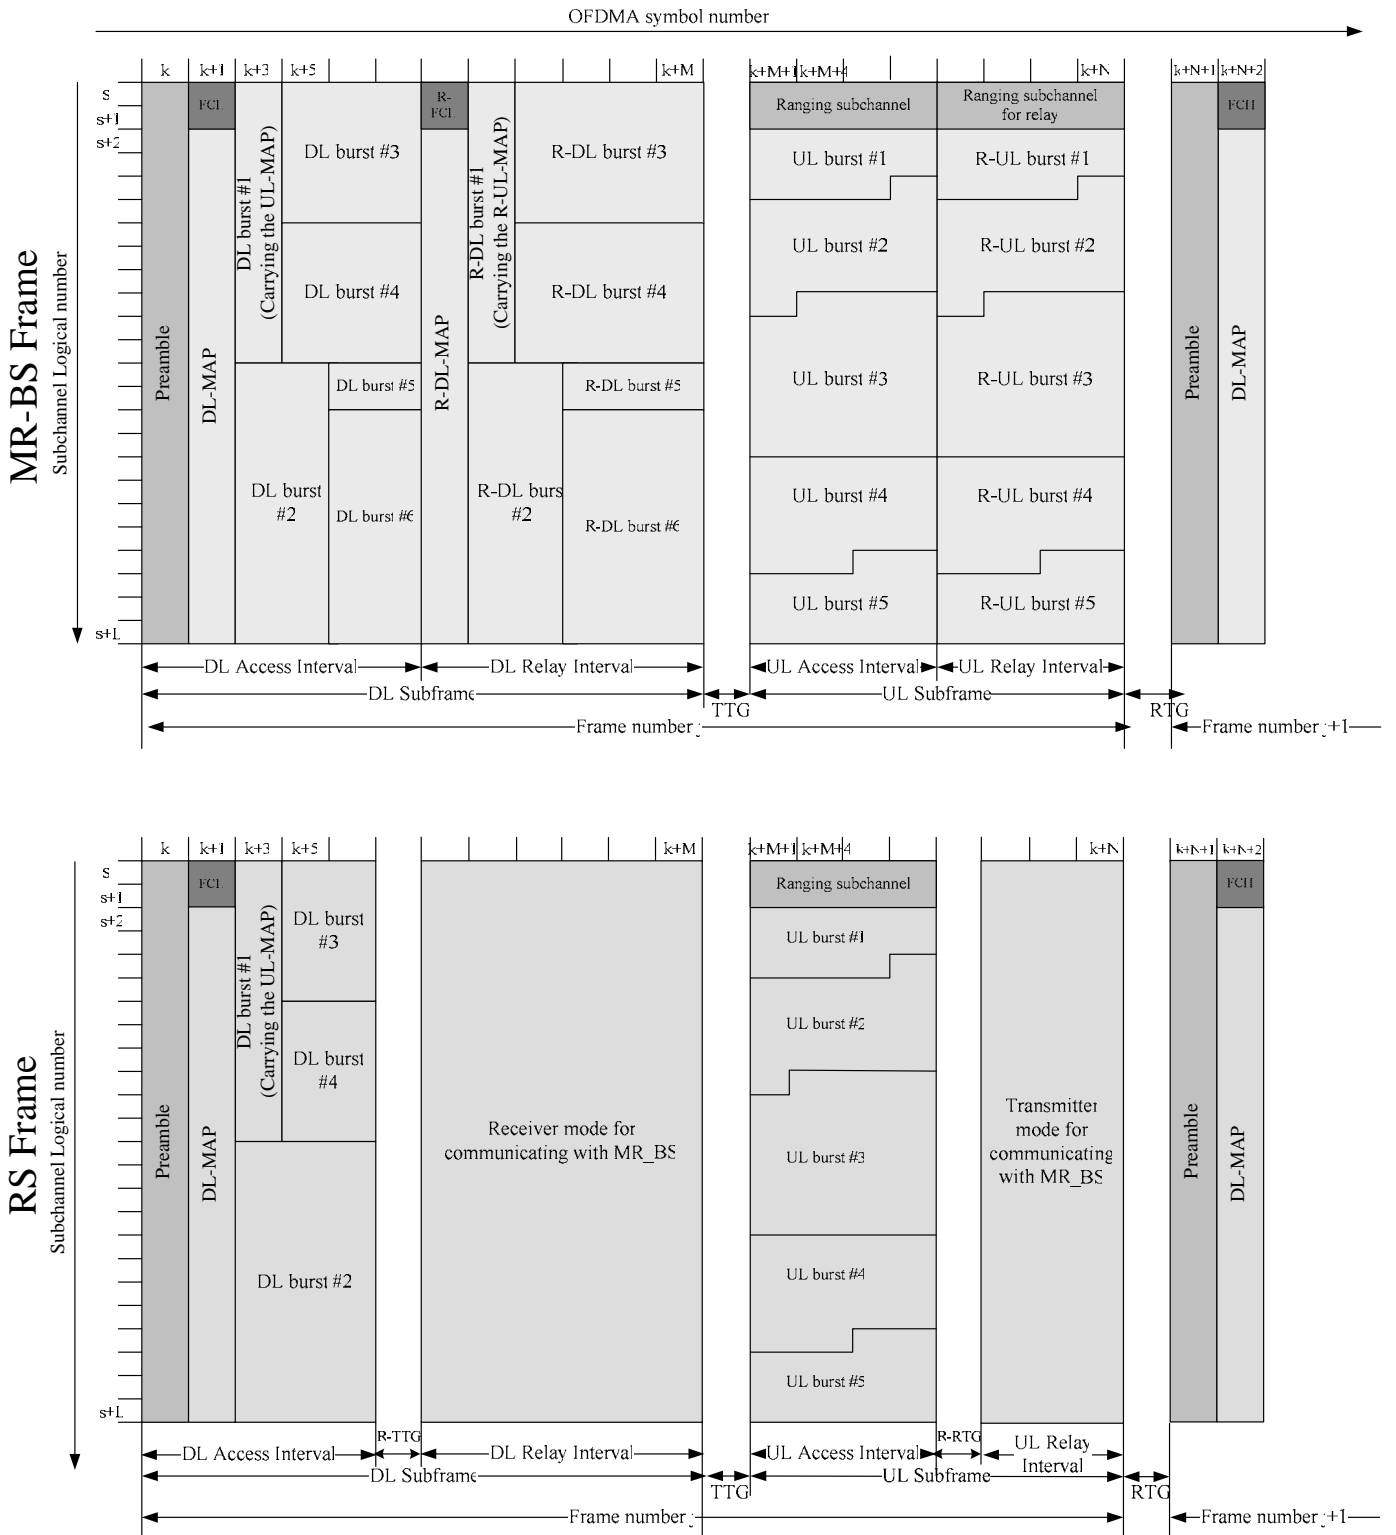 OFDMA symbol number
k k+1 k+3 k+5 k+M k+M+1 k+M+4 k+N k+N+1 k+N+2
s
s+1
s+2
s+L
MR-BS Frame
Subchannel Logical number
Preamble
FCH
DL-MAP
DL burst #1
(Carrying the UL-MAP)
DL burst #3
DL burst #4
DL burst
#2
DL burst #5
DL burst #6
R-
FCH
R-DL-MAP
R-DL burst #1
(Carrying the R-UL-MAP)
R-DL burst #3
R-DL burst #4
R-DL burs
#2
R-DL burst #5
R-DL burst #6
Ranging subchannel
UL burst #1
UL burst #2
UL burst #3
UL burst #4
UL burst #5
Ranging subchannel
for relay
R-UL burst #1
R-UL burst #2
R-UL burst #3
R-UL burst #4
R-UL burst #5
Preamble
FCH
DL-MAP
DL Access Interval DL Relay Interval UL Access Interval UL Relay Interval
DL Subframe TTG UL Subframe RTG
Frame number j Frame number j+1
k k+1 k+3 k+5 k+M k+M+1 k+M+4 k+N k+N+1 k+N+2
s
s+1
s+2
s+L
RS Frame
Subchannel Logical number
Preamble
FCH
DL-MAP
DL burst #1
(Carrying the UL-MAP)
DL burst
#3
DL burst
#4
DL burst #2
Receiver mode for
communicating with MR_BS
Ranging subchannel
UL burst #1
UL burst #2
UL burst #3
UL burst #4
UL burst #5
Transmitter
mode for
communicating
with MR_BS
Preamble
FCH
DL-MAP
DL Access Interval R-TTG DL Relay Interval UL Access Interval R-RTG UL Relay
Interval
DL Subframe TTG UL Subframe RTG
Frame number j Frame number j+1